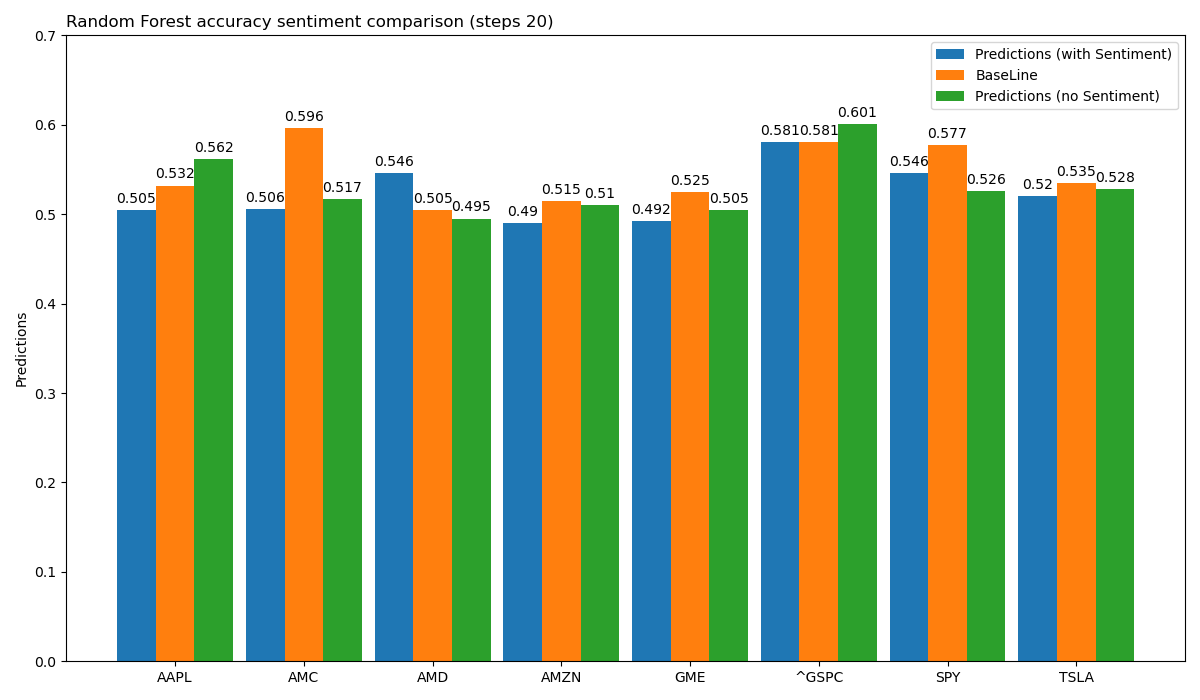 Random Forest accuracy sentiment comparison (steps 20)
Predictions (with Sentiment)
BaseLine
Predictions (no Sentiment)
Predictions
0.7
0.6
0.5
0.4
0.3
0.2
0.1
0.0
0.505 0.532 0.562
0.506 0.596 0.517
0.546 0.505 0.495
0.49 0.515 0.51
0.492 0.525 0.505
0.581 0.581 0.601
0.546 0.577 0.526
0.52 0.535 0.528
AAPL AMC AMD AMZN GME ^GSPC SPY TSLA